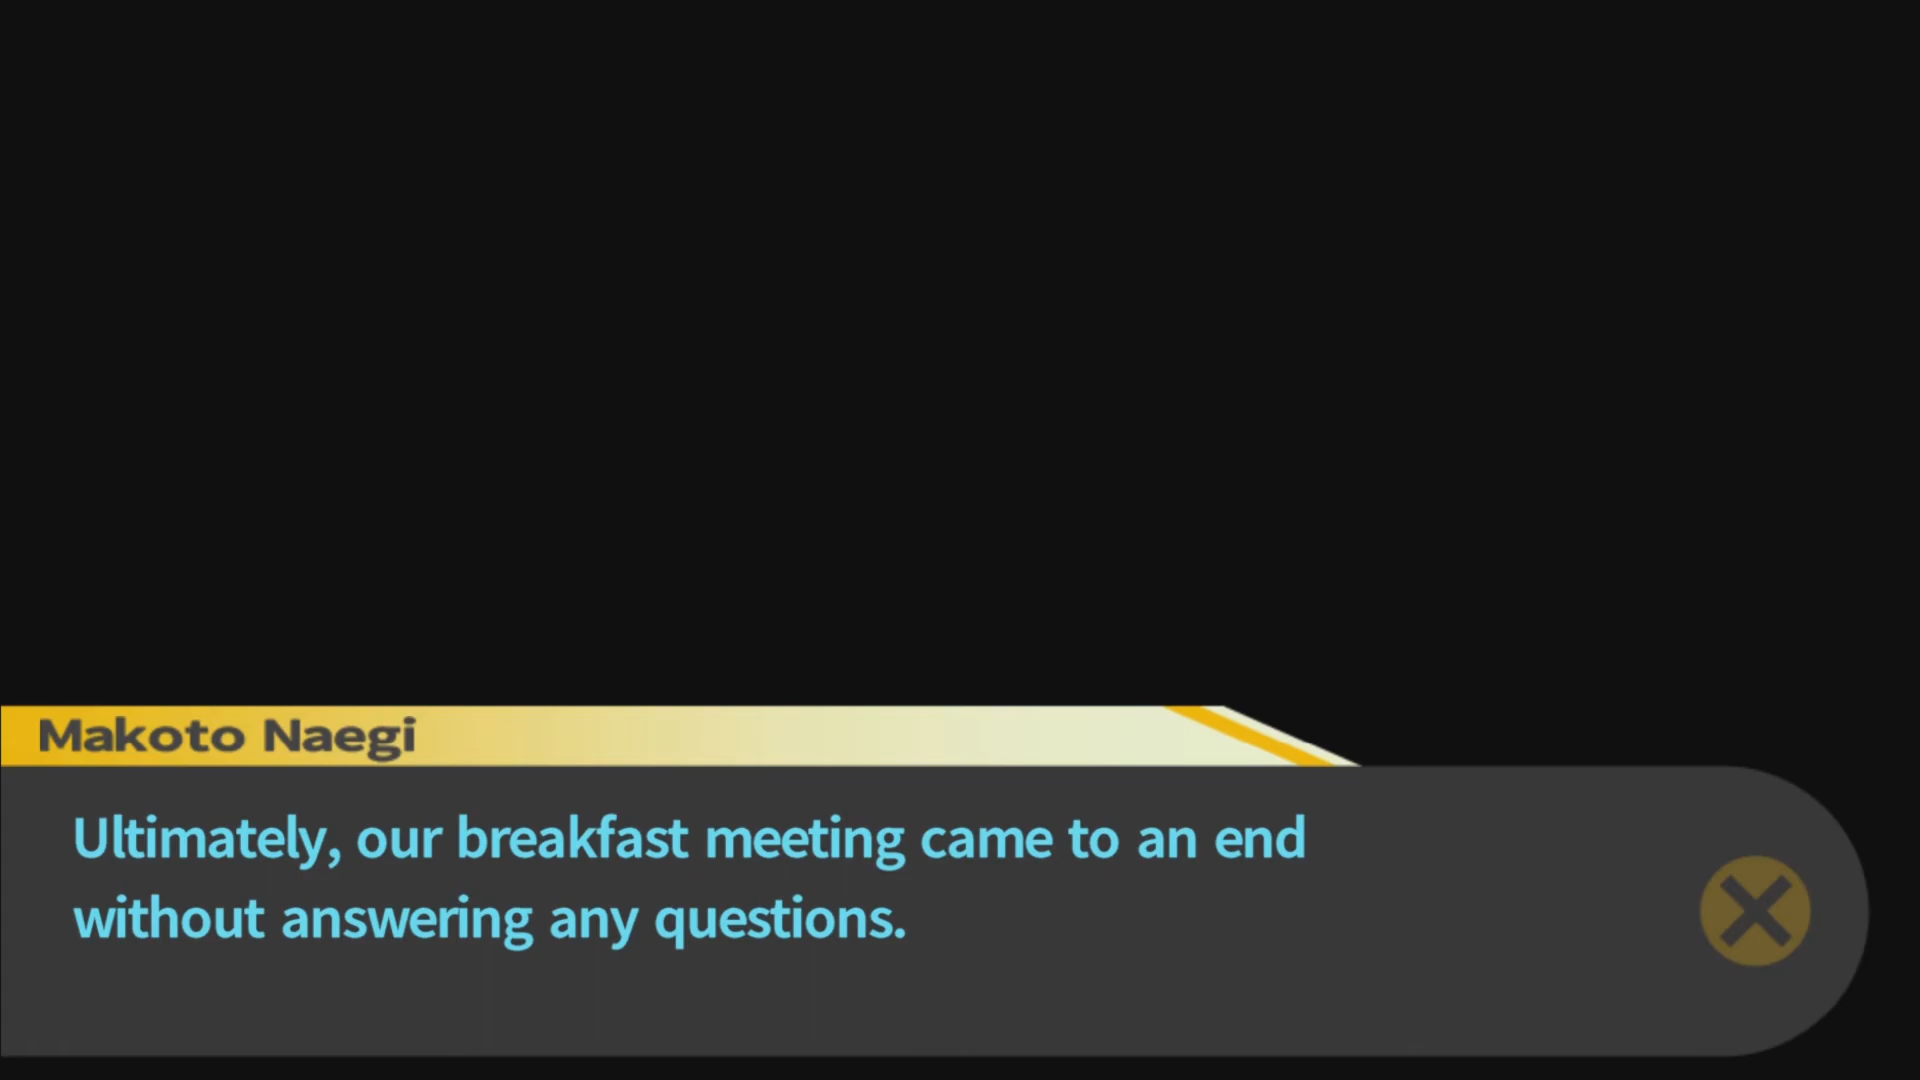 Makoto Naegi
Ultimately, our breakfast meeting came to an end
without answering any questions.